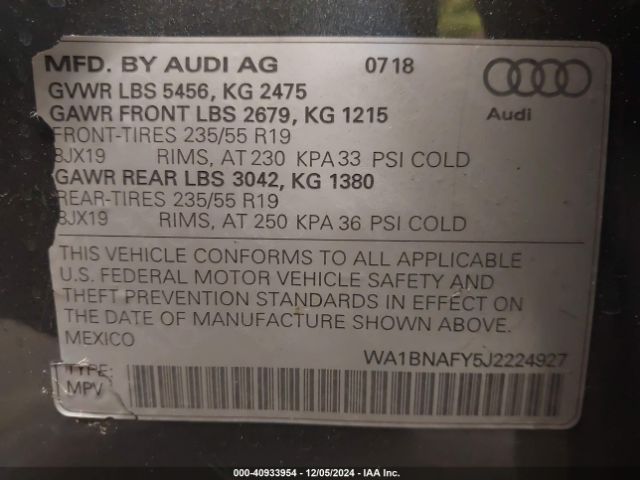 MFD. BY AUDI AG 0718
GVWR LBS 5456, KG 2475
GAWR FRONT LBS 2679, KG 1215
Audi
FRONT-TIRES 235/55 R19
8JX19 RIMS, AT 230 KPA 33 PSI COLD
GAWR REAR LBS 3042, KG 1380
REAR-TIRES 235/55 R19
8JX19 RIMS, AT 250 KPA 36 PSI COLD
THIS VEHICLE CONFORMS TO ALL APPLICABLE
U.S. FEDERAL MOTOR VEHICLE SAFETY AND
THEFT PREVENTION STANDARDS IN EFFECT ON
THE DATE OF MANUFACTURE SHOWN ABOVE.
MEXICO
WA1BNAFY5J2224927
TYPE:
MPV
000-40933954 - 12/05/2024 - IAA Inc.